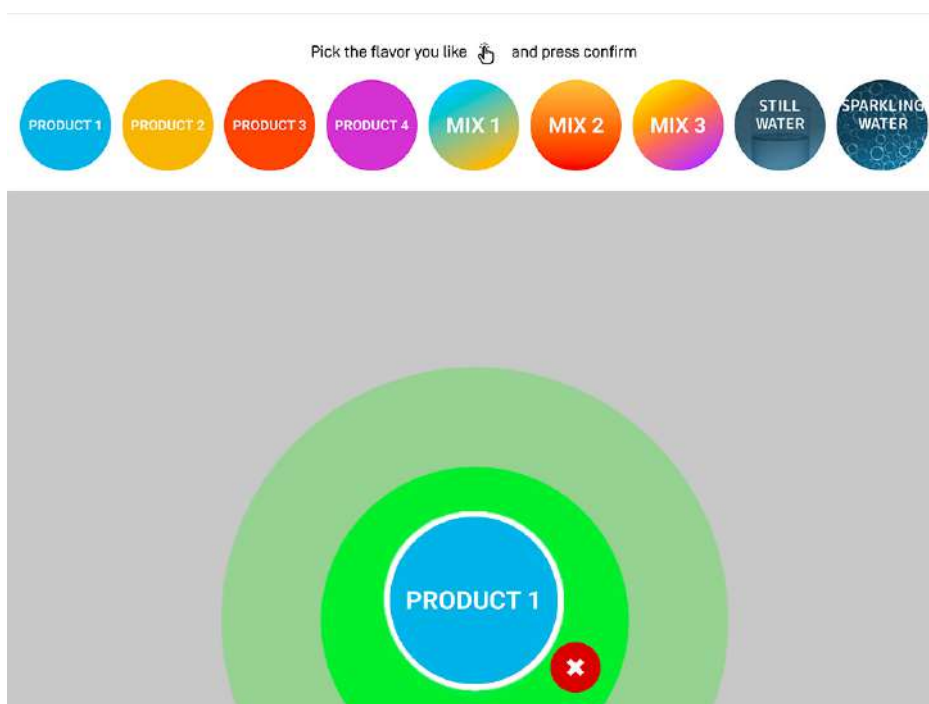 Pick the flavor you like and press confirm
PRODUCT 1
PRODUCT 2
PRODUCT 3
PRODUCT 4
MIX 1
MIX 2
MIX 3
STILL
WATER
SPARKLING
WATER
PRODUCT 1